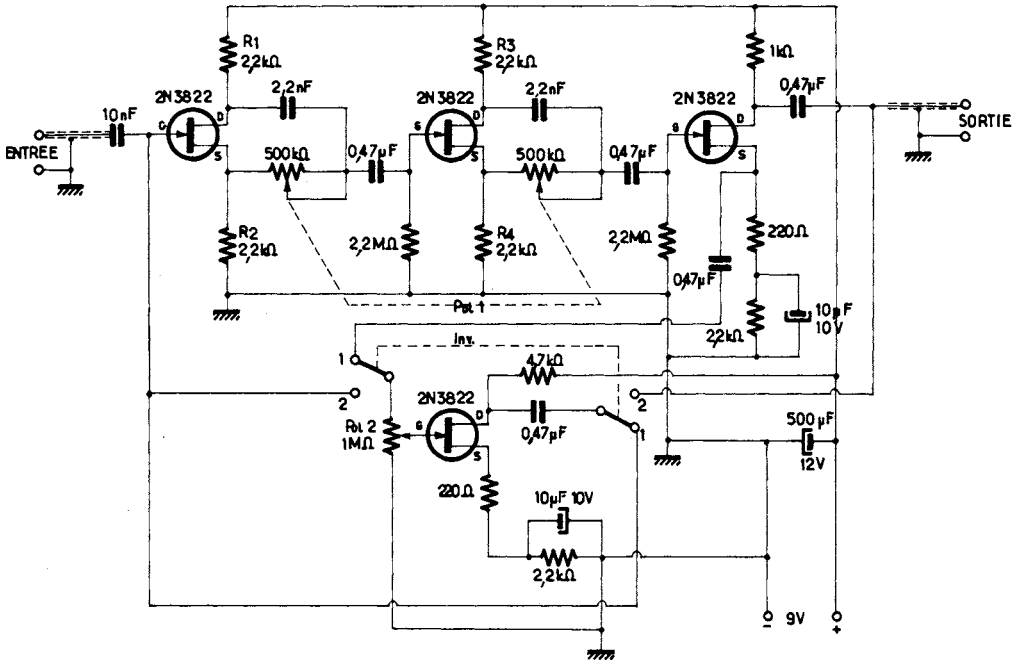 R1
2,2kΩ
R3
2,2kΩ
1kΩ
2N3822
2,2nF
2N3822
2,2nF
2N3822
0,47µF
10nF
G
D
S
G
D
S
G
D
S
ENTREE
SORTIE
500kΩ
0,47µF
500kΩ
0,47µF
R2
2,2kΩ
2,2MΩ
R4
2,2kΩ
2,2MΩ
220Ω
0,47µF
10µF
10V
2,2kΩ
Pot 1
Inv.
1
2
4,7kΩ
2N3822
G
D
S
0,47µF
2
1
Pot 2
1MΩ
500µF
12V
220Ω
10µF 10V
2,2kΩ
- 9V +